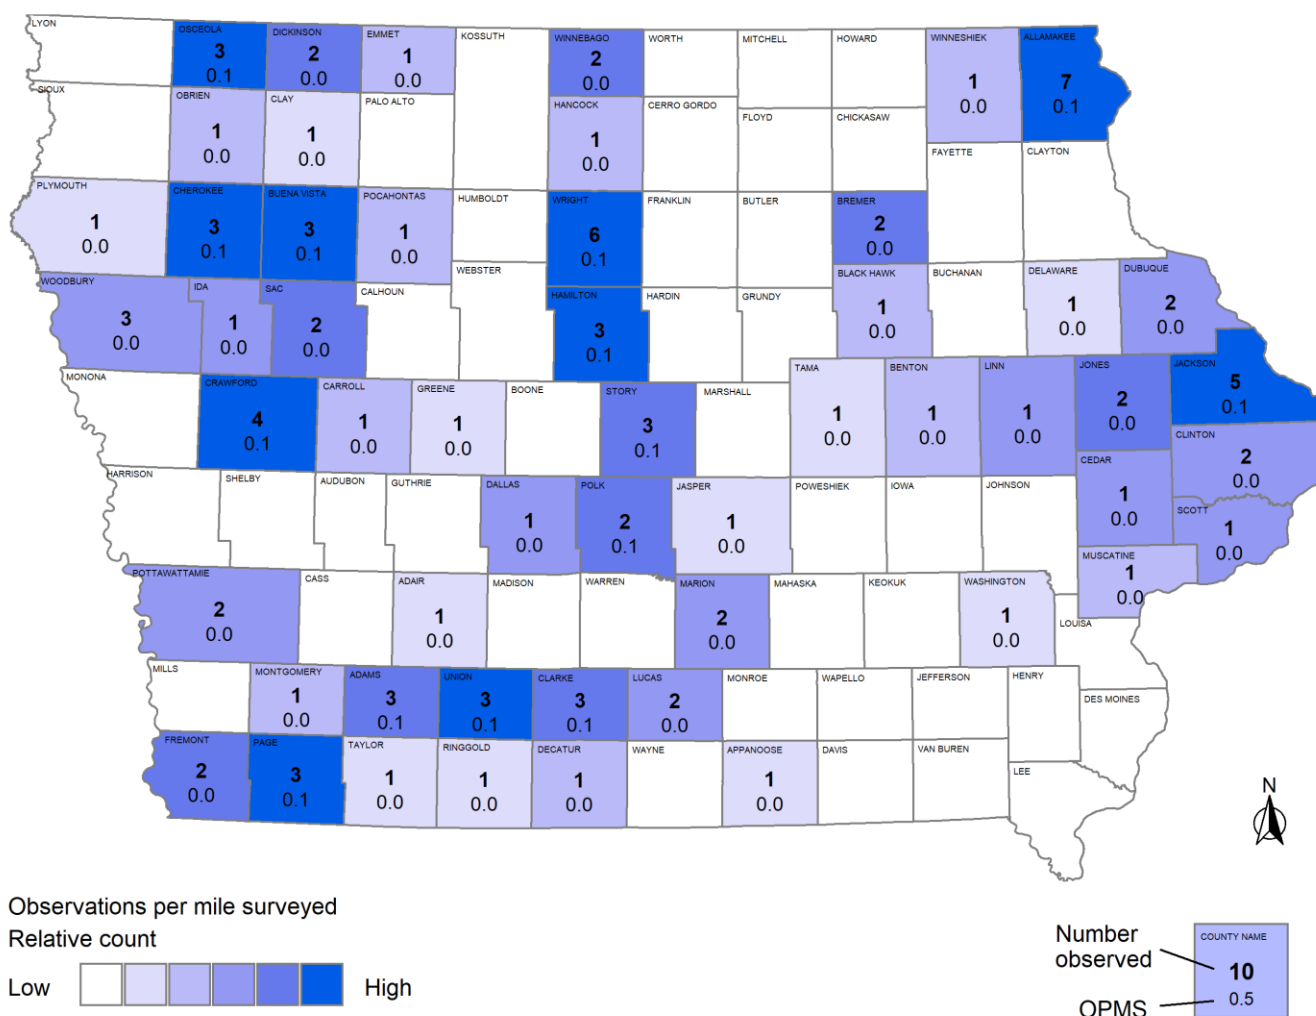 LYON
OSCEOLA
3
0.1
DICKINSON
2
0.0
EMMET
1
0.0
KOSSUTH
WINNEBAGO
2
0.0
WORTH
MITCHELL
HOWARD
WINNESHIEK
1
0.0
ALLAMAKEE
7
0.1
SIOUX
OBRIEN
1
0.0
CLAY
1
0.0
PALO ALTO
HANCOCK
1
0.0
CERRO GORDO
FLOYD
CHICKASAW
FAYETTE
CLAYTON
PLYMOUTH
1
0.0
CHEROKEE
3
0.1
BUENA VISTA
3
0.1
POCAHONTAS
1
0.0
HUMBOLDT
WRIGHT
6
0.1
FRANKLIN
BUTLER
BREMER
2
0.0
WOODBURY
3
0.0
IDA
1
0.0
SAC
2
0.0
CALHOUN
WEBSTER
HAMILTON
3
0.1
HARDIN
GRUNDY
BLACK HAWK
1
0.0
BUCHANAN
DELAWARE
1
0.0
DUBUQUE
2
0.0
MONONA
CRAWFORD
4
0.1
CARROLL
1
0.0
GREENE
1
0.0
BOONE
STORY
3
0.1
MARSHALL
TAMA
1
0.0
BENTON
1
0.0
LINN
1
0.0
JONES
2
0.0
JACKSON
5
0.1
CLINTON
2
0.0
HARRISON
SHELBY
AUDUBON
GUTHRIE
DALLAS
1
0.0
POLK
2
0.1
JASPER
1
0.0
POWESHIEK
IOWA
JOHNSON
CEDAR
1
0.0
SCOTT
1
0.0
MUSCATINE
1
0.0
POTTAWATTAMIE
2
0.0
CASS
ADAIR
1
0.0
MADISON
WARREN
MARION
2
0.0
MAHASKA
KEOKUK
WASHINGTON
1
0.0
LOUISA
MILLS
MONTGOMERY
1
0.0
ADAMS
3
0.1
UNION
3
0.1
CLARKE
3
0.1
LUCAS
2
0.0
MONROE
WAPELLO
JEFFERSON
HENRY
DES MOINES
FREMONT
2
0.0
PAGE
3
0.1
TAYLOR
1
0.0
RINGGOLD
1
0.0
DECATUR
1
0.0
WAYNE
APPANOOSE
1
0.0
DAVIS
VAN BUREN
LEE
N
Observations per mile surveyed
Relative count
Low
High
Number
observed
OPMS
COUNTY NAME
10
0.5